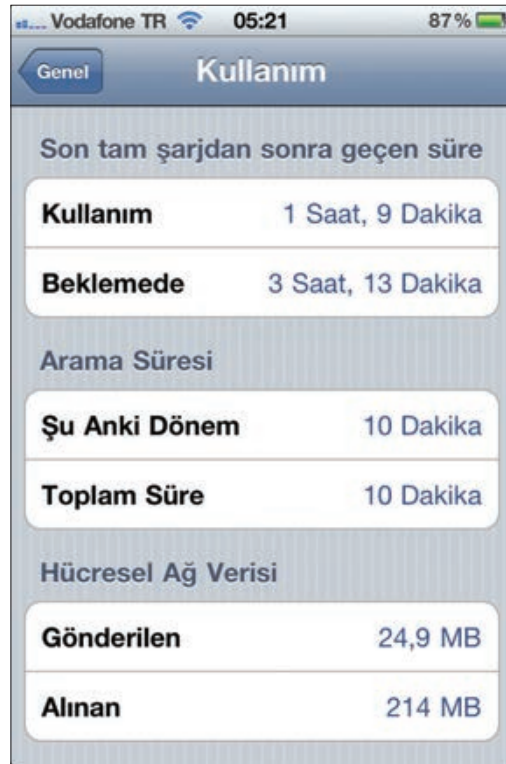 ... Vodafone TR 05:21 87%
Genel Kullanım
Son tam şarjdan sonra geçen süre
Kullanım 1 Saat, 9 Dakika
Beklemede 3 Saat, 13 Dakika
Arama Süresi
Şu Anki Dönem 10 Dakika
Toplam Süre 10 Dakika
Hücresel Ağ Verisi
Gönderilen 24,9 MB
Alınan 214 MB